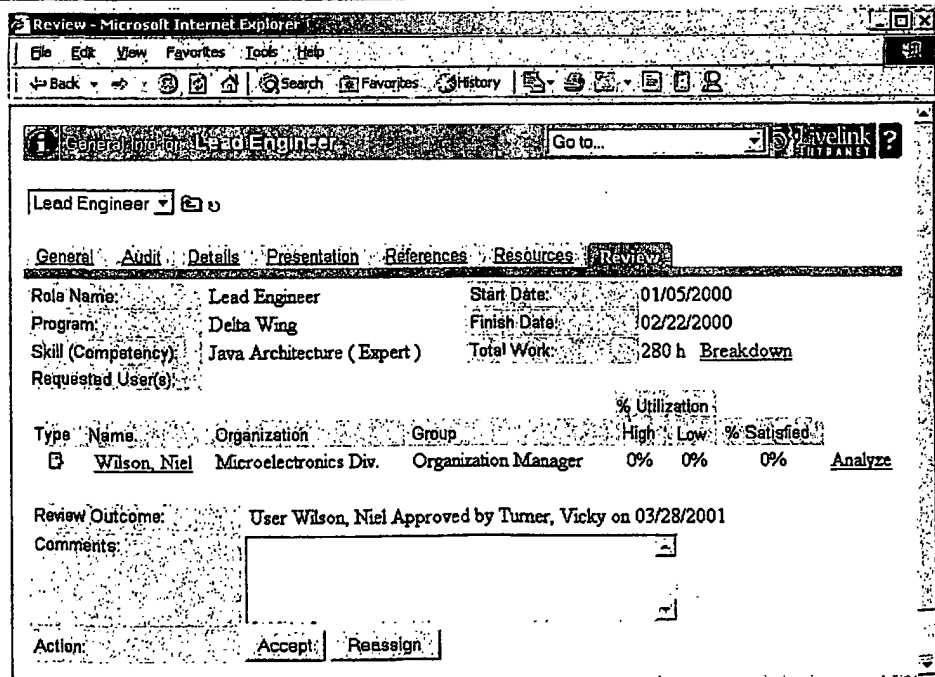 Review - Microsoft Internet Explorer
File Edit View Favorites Tools Help
Back Search Favorites History
General Info for Lead Engineer Go to... Livelink ?
INTRANET
Lead Engineer
General Audit Details Presentation References Resources Review
Role Name: Lead Engineer Start Date: 01/05/2000
Program: Delta Wing Finish Date: 02/22/2000
Skill (Competency): Java Architecture ( Expert ) Total Work: 280 h Breakdown
Requested User(s):
% Utilization
Type Name Organization Group High Low % Satisfied
Wilson, Niel Microelectronics Div. Organization Manager 0% 0% 0% Analyze
Review Outcome: User Wilson, Niel Approved by Turner, Vicky on 03/28/2001
Comments:
Action: Accept Reassign